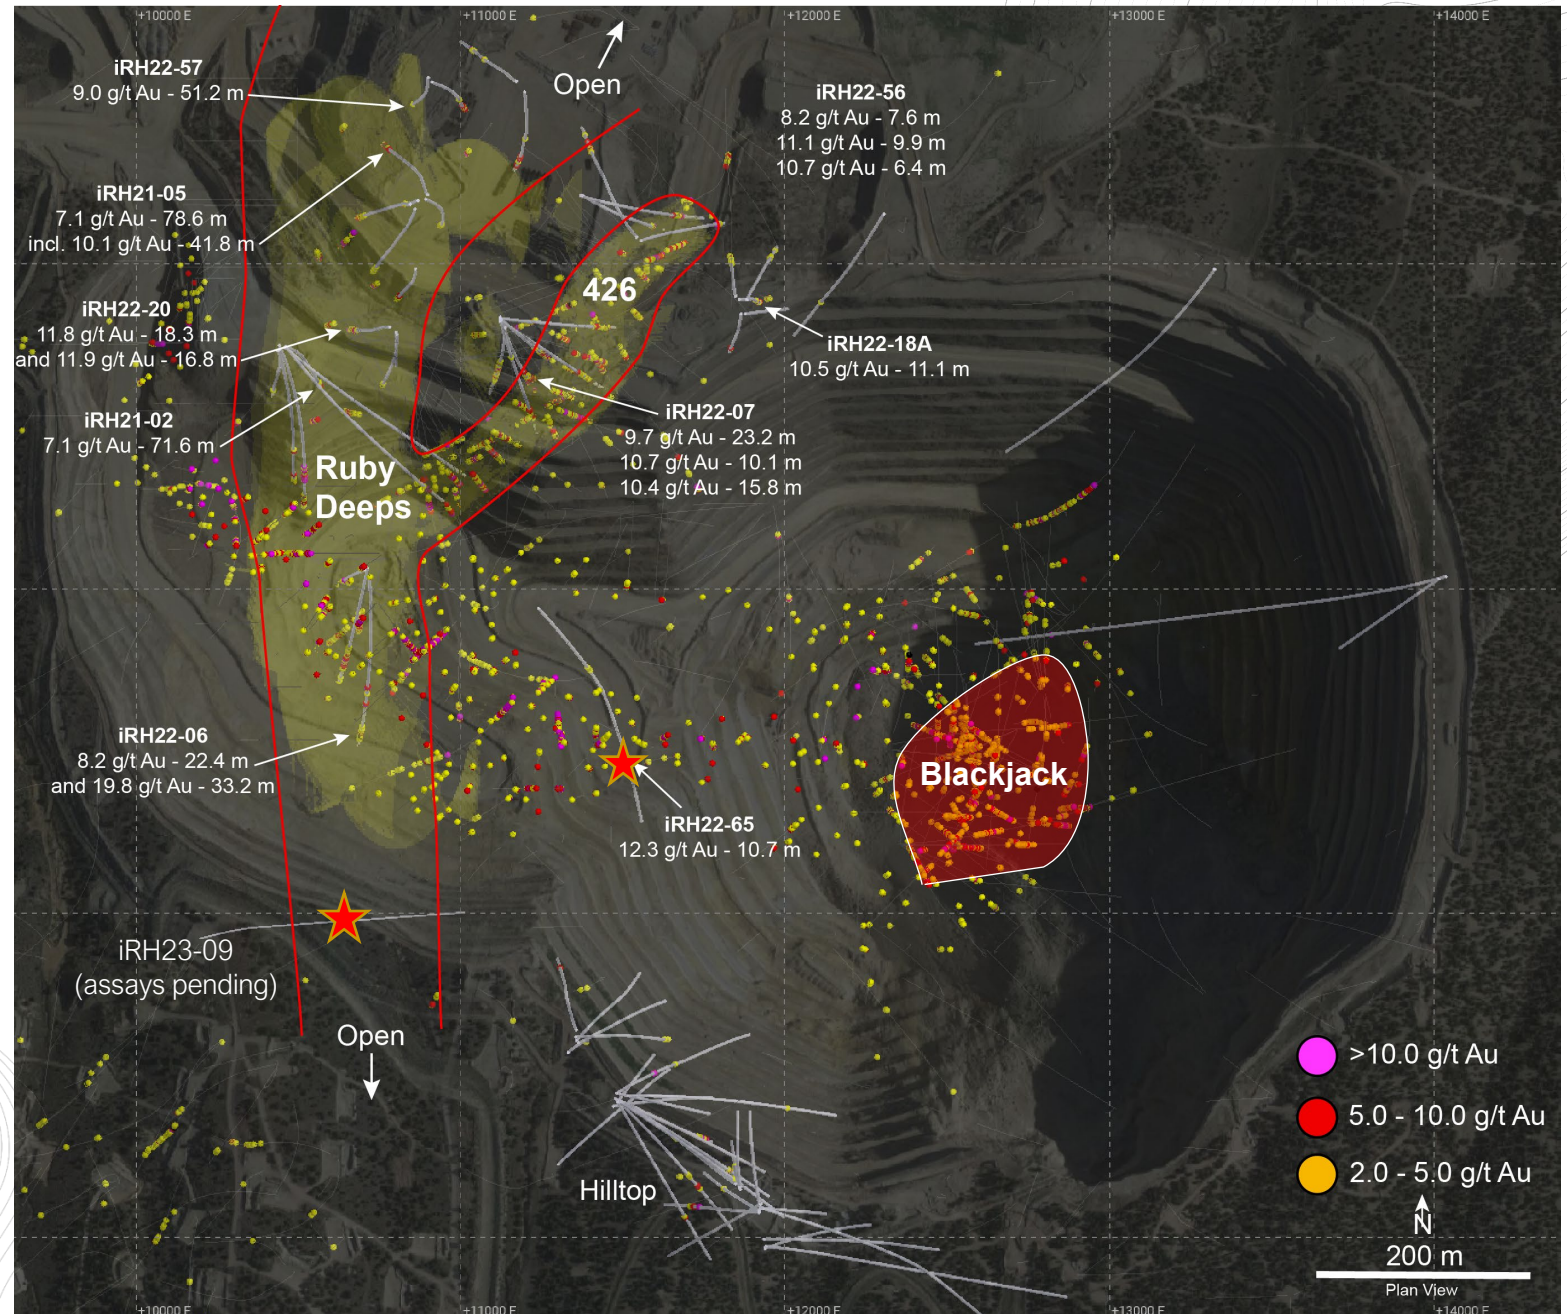 +10000 E
+11000 E
+12000 E
+13000 E
+14000 E
iRH22-57
9.0 g/t Au - 51.2 m
Open
iRH22-56
8.2 g/t Au - 7.6 m
11.1 g/t Au - 9.9 m
10.7 g/t Au - 6.4 m
iRH21-05
7.1 g/t Au - 78.6 m
incl. 10.1 g/t Au - 41.8 m
426
iRH22-20
11.8 g/t Au - 18.3 m
and 11.9 g/t Au - 16.8 m
iRH22-18A
10.5 g/t Au - 11.1 m
iRH21-02
7.1 g/t Au - 71.6 m
iRH22-07
9.7 g/t Au - 23.2 m
10.7 g/t Au - 10.1 m
10.4 g/t Au - 15.8 m
Ruby
Deeps
iRH22-06
8.2 g/t Au - 22.4 m
and 19.8 g/t Au - 33.2 m
Blackjack
iRH22-65
12.3 g/t Au - 10.7 m
iRH23-09
(assays pending)
Open
Hilltop
>10.0 g/t Au
5.0 - 10.0 g/t Au
2.0 - 5.0 g/t Au
N
200 m
Plan View
+10000 E
+11000 E
+12000 E
+13000 E
+14000 E